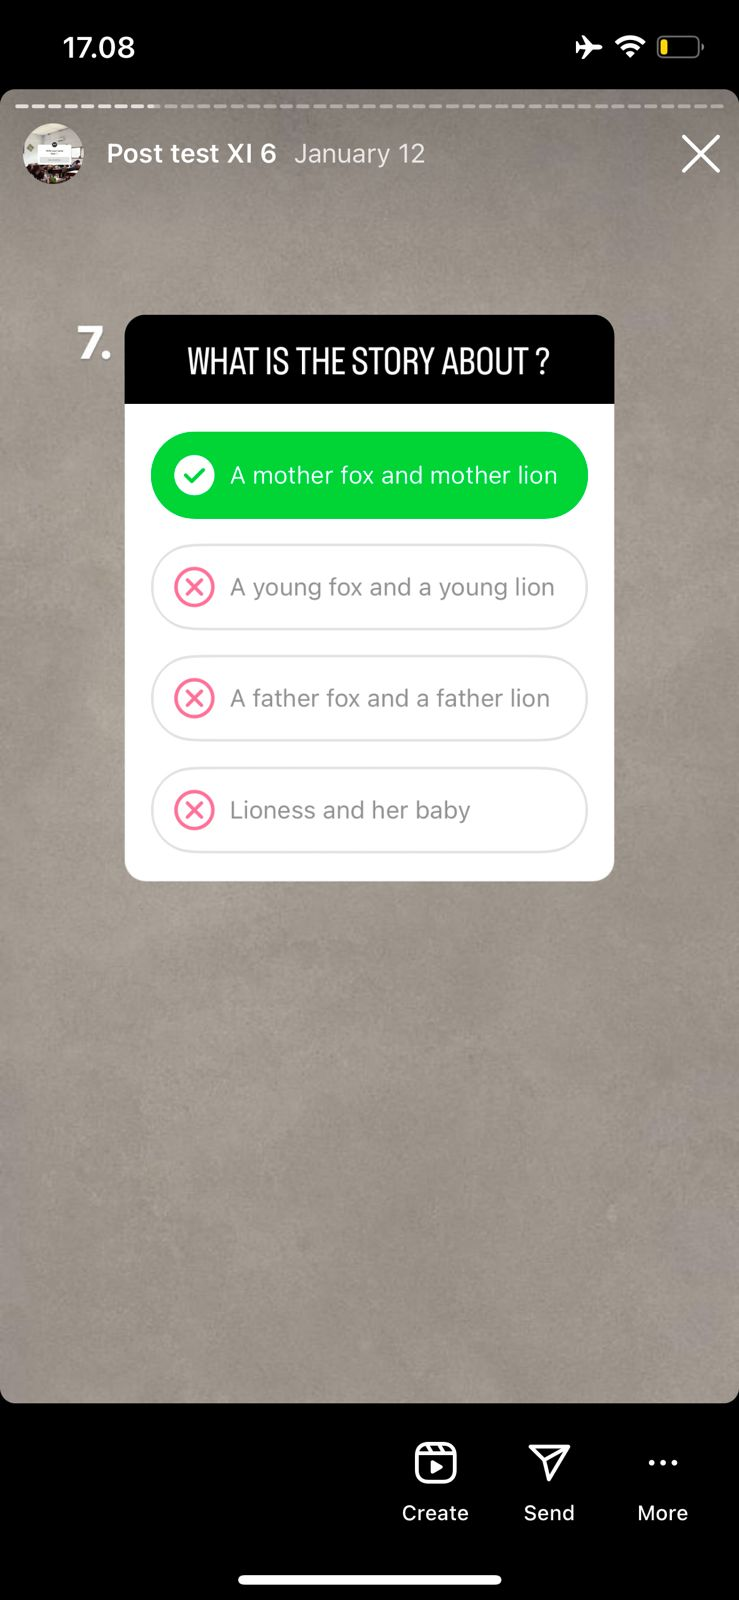 17.08
Post test XI 6 January 12
7.
WHAT IS THE STORY ABOUT ?
A mother fox and mother lion
A young fox and a young lion
A father fox and a father lion
Lioness and her baby
Create Send More